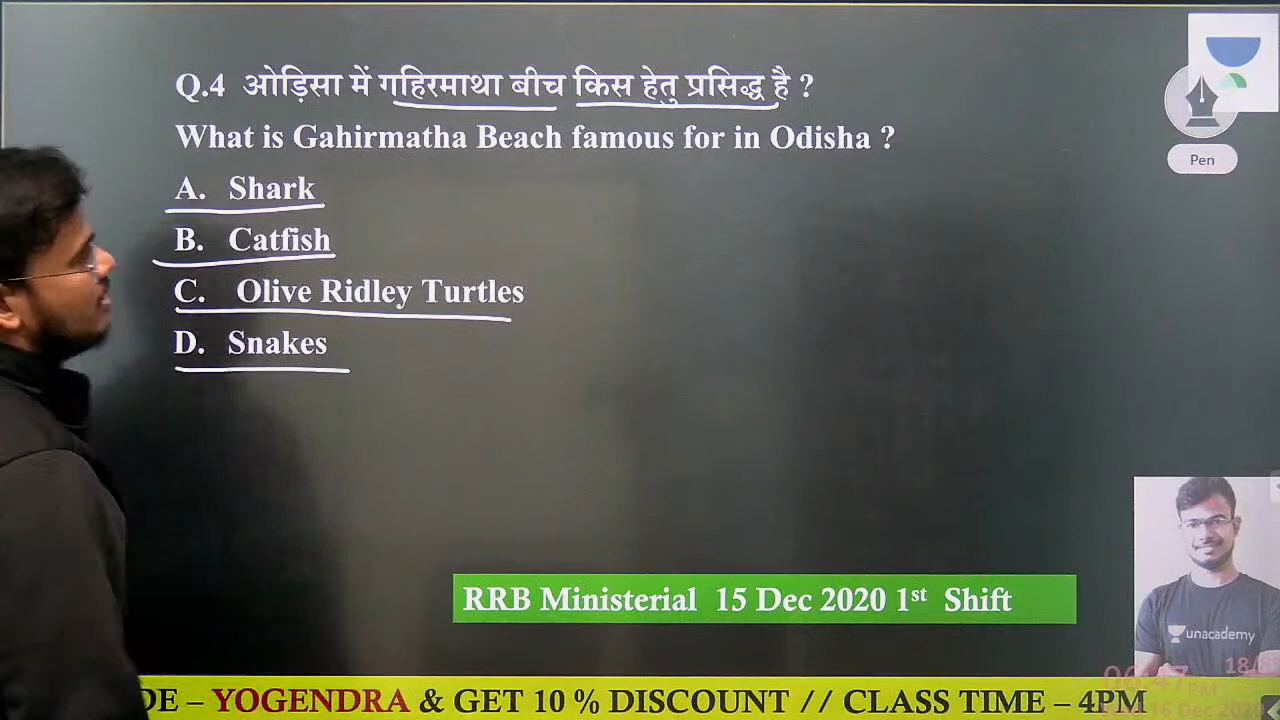 Q.4 ओड़िसा में गहिरमाथा बीच किस हेतु प्रसिद्ध है ?
What is Gahirmatha Beach famous for in Odisha ?
A. Shark
B. Catfish
C. Olive Ridley Turtles
D. Snakes
Pen
RRB Ministerial 15 Dec 2020 1st Shift
unacademy
DE – YOGENDRA & GET 10 % DISCOUNT // CLASS TIME – 4PM